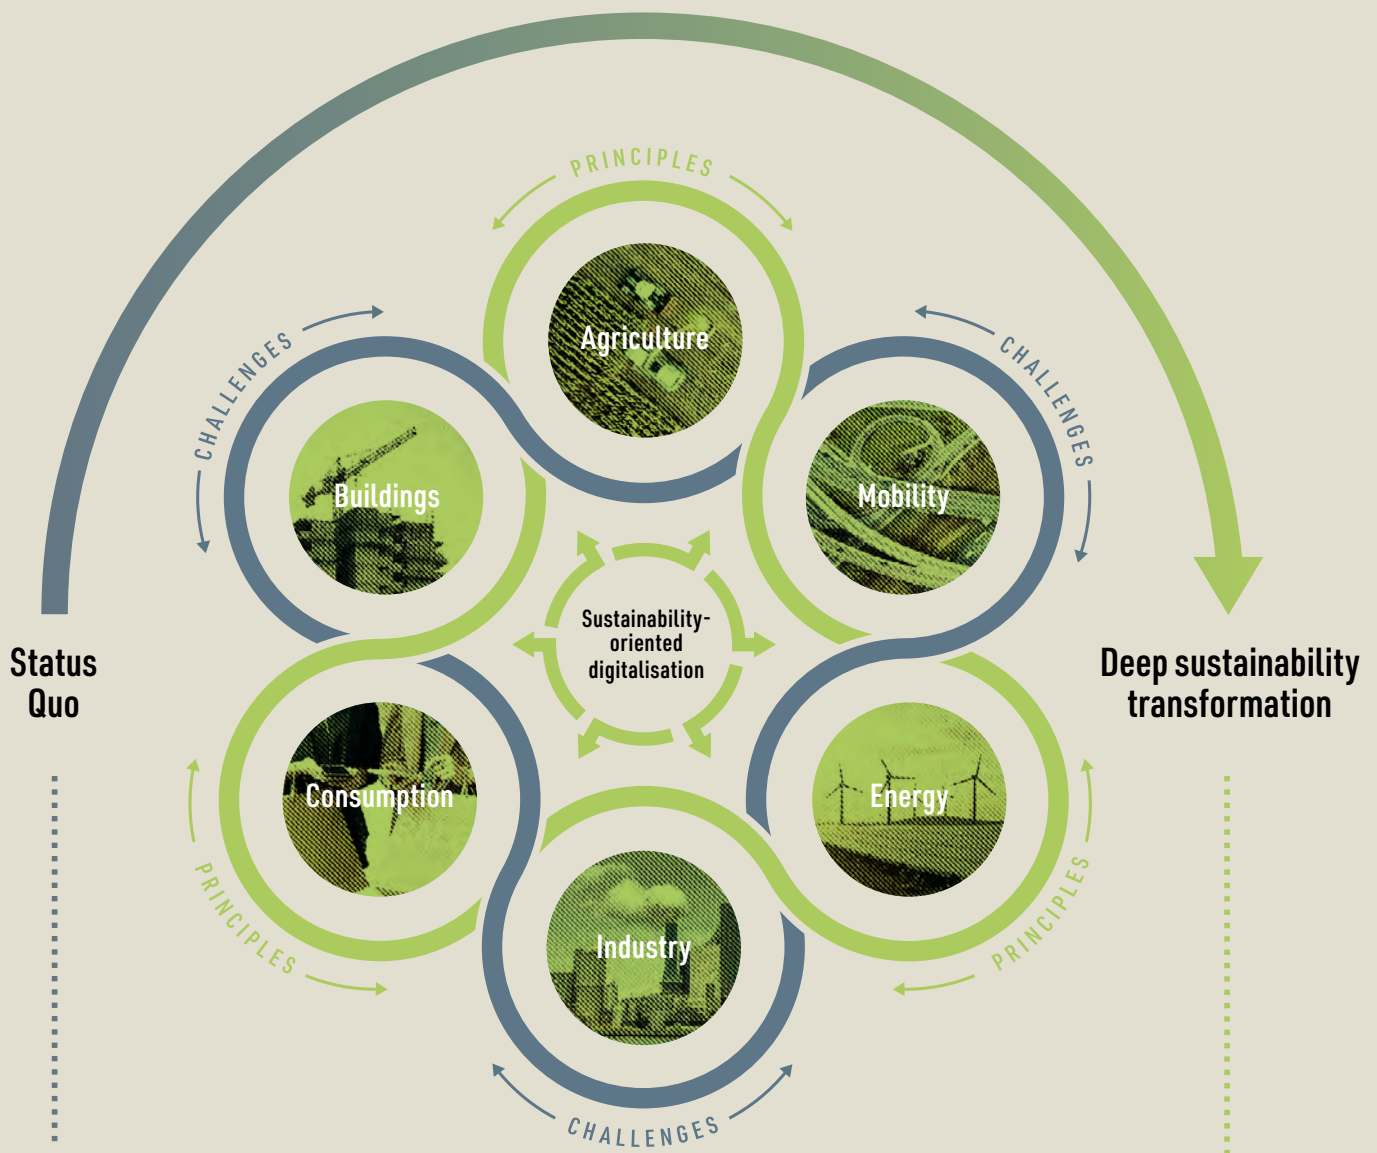 PRINCIPLES
CHALLENGES
CHALLENGES
Agriculture
Buildings
Mobility
Sustainability-
oriented
digitalisation
Status
Quo
Deep sustainability
transformation
Consumption
Energy
PRINCIPLES
PRINCIPLES
Industry
CHALLENGES